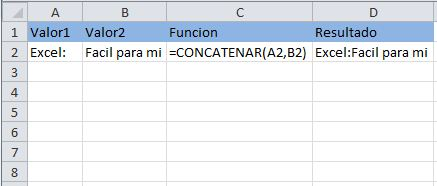 A B C D
1 Valor1 Valor2 Funcion Resultado
2 Excel: Facil para mi =CONCATENAR(A2,B2) Excel:Facil para mi
3
4
5
6
7
8